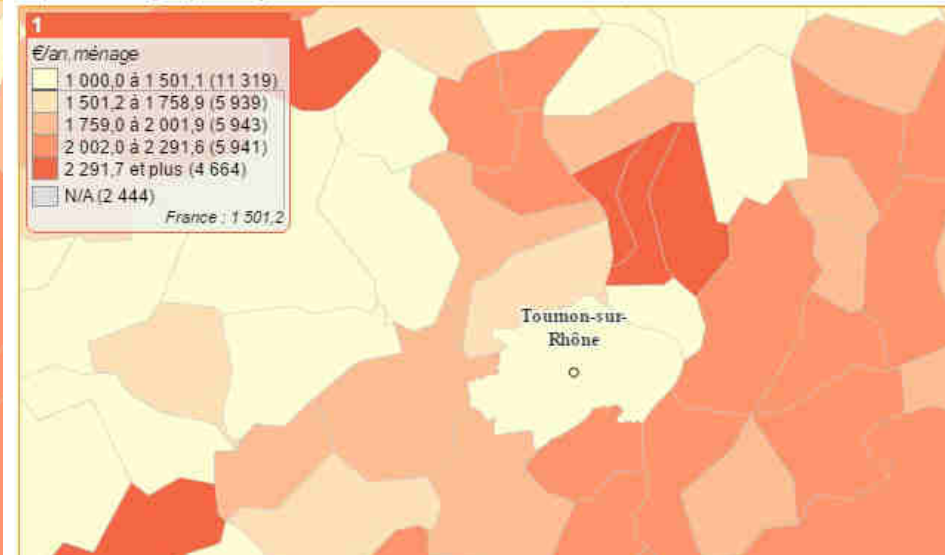 1
€/an.ménage
1 000,0 à 1 501,1 (11 319)
1 501,2 à 1 758,9 (5 939)
1 759,0 à 2 001,9 (5 943)
2 002,0 à 2 291,6 (5 941)
2 291,7 et plus (4 664)
N/A (2 444)
France : 1 501,2
Tournon-sur-
Rhône